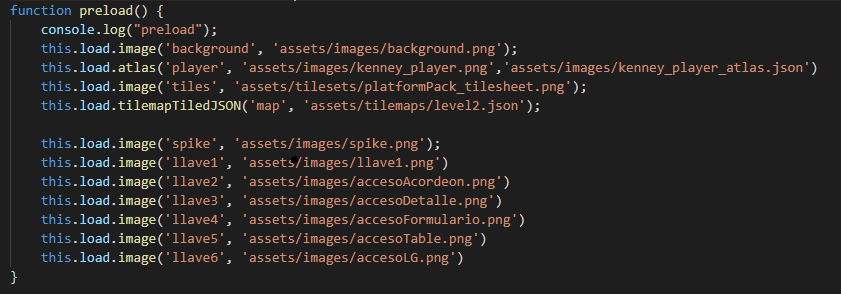 function preload() {
    console.log("preload");
    this.load.image('background', 'assets/images/background.png');
    this.load.atlas('player', 'assets/images/kenney_player.png','assets/images/kenney_player_atlas.json')
    this.load.image('tiles', 'assets/tilesets/platformPack_tilesheet.png');
    this.load.tilemapTiledJSON('map', 'assets/tilemaps/level2.json');

    this.load.image('spike', 'assets/images/spike.png');
    this.load.image('llave1', 'assets/images/llave1.png')
    this.load.image('llave2', 'assets/images/accesoAcordeon.png')
    this.load.image('llave3', 'assets/images/accesoDetalle.png')
    this.load.image('llave4', 'assets/images/accesoFormulario.png')
    this.load.image('llave5', 'assets/images/accesoTable.png')
    this.load.image('llave6', 'assets/images/accesoLG.png')
}